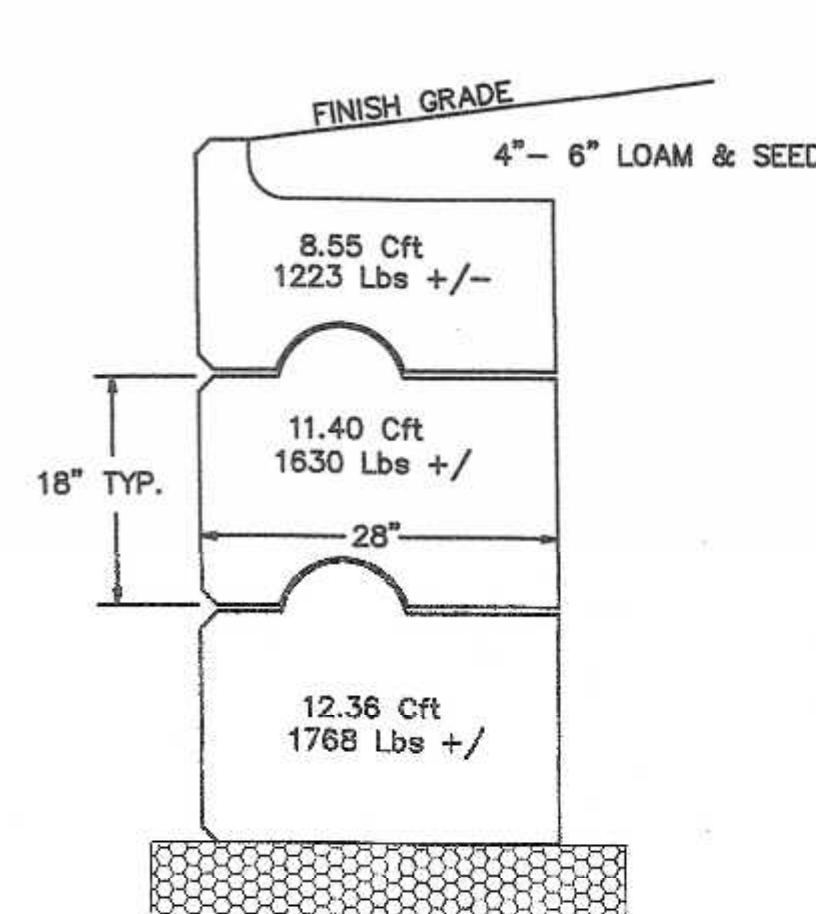 FINISH GRADE
4”– 6” LOAM & SEED
8.55 Cft
1223 Lbs +/-
11.40 Cft
1630 Lbs +/
18” TYP.
28”
12.36 Cft
1768 Lbs +/